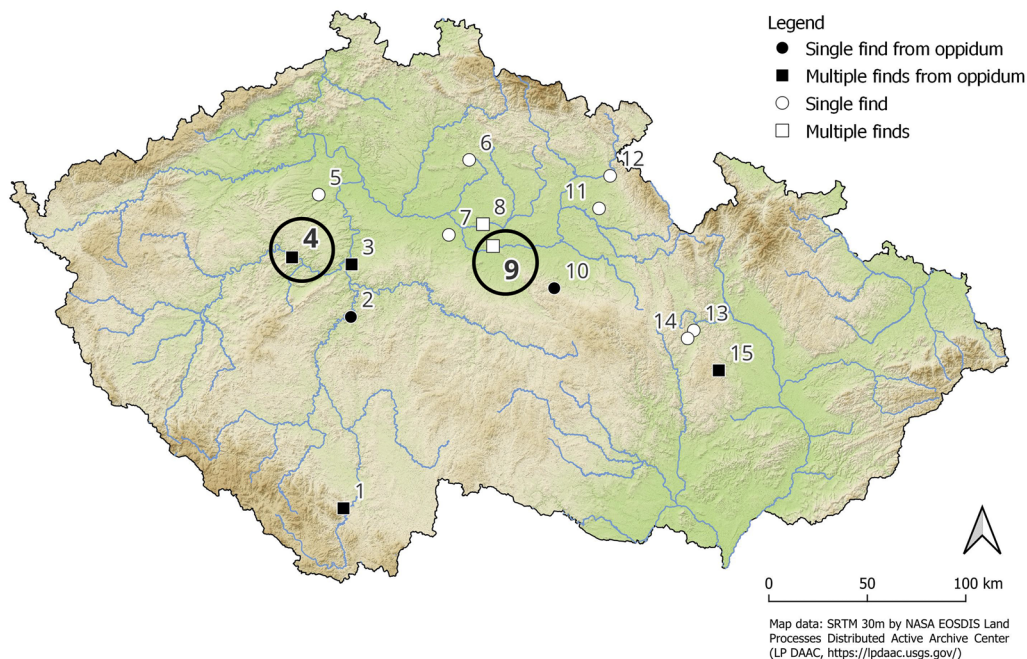 Legend
Single find from oppidum
Multiple finds from oppidum
Single find
Multiple finds
6
12
5
11
8
7
4
3
9
10
2
14
13
15
1
0
50
100 km
Map data: SRTM 30m by NASA EOSDIS Land
Processes Distributed Active Archive Center
(LP DAAC, https://lpdaac.usgs.gov/)